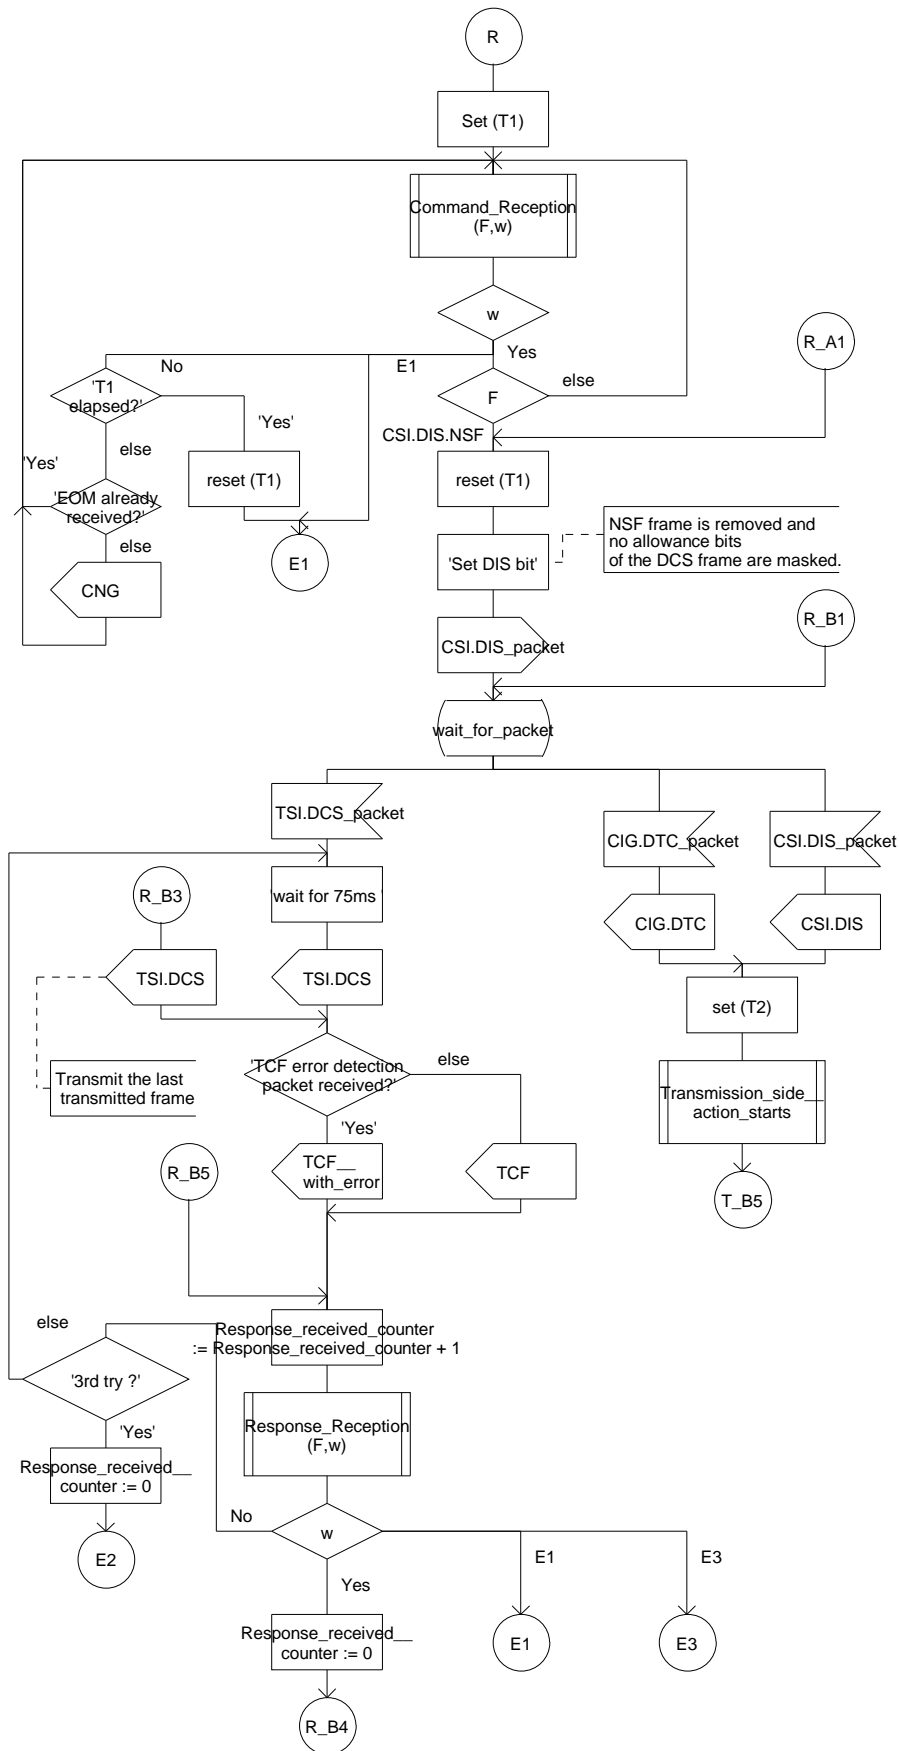 R
Set (T1)
Command_Reception
(F,w)
w
No
E1
Yes
R_A1
'T1
elapsed?'
F
else
'Yes'
CSI.DIS.NSF
else
'Yes'
reset (T1)
reset (T1)
'EOM already
received?'
NSF frame is removed and
no allowance bits
of the DCS frame are masked.
else
E1
'Set DIS bit'
CNG
R_B1
CSI.DIS_packet
wait_for_packet
TSI.DCS_packet
CIG.DTC_packet
CSI.DIS_packet
R_B3
'wait for 75ms '
CIG.DTC
CSI.DIS
TSI.DCS
TSI.DCS
set (T2)
'TCF error detection
packet received?'
else
Transmit the last
transmitted frame
Transmission_side__
action_starts
'Yes'
R_B5
TCF__
with_error
TCF
T_B5
else
Response_received_counter
:= Response_received_counter + 1
'3rd try ?'
'Yes'
Response_Reception
(F,w)
Response_received__
counter := 0
No
w
E2
E1
E3
Yes
Response_received__
counter := 0
E1
E3
R_B4